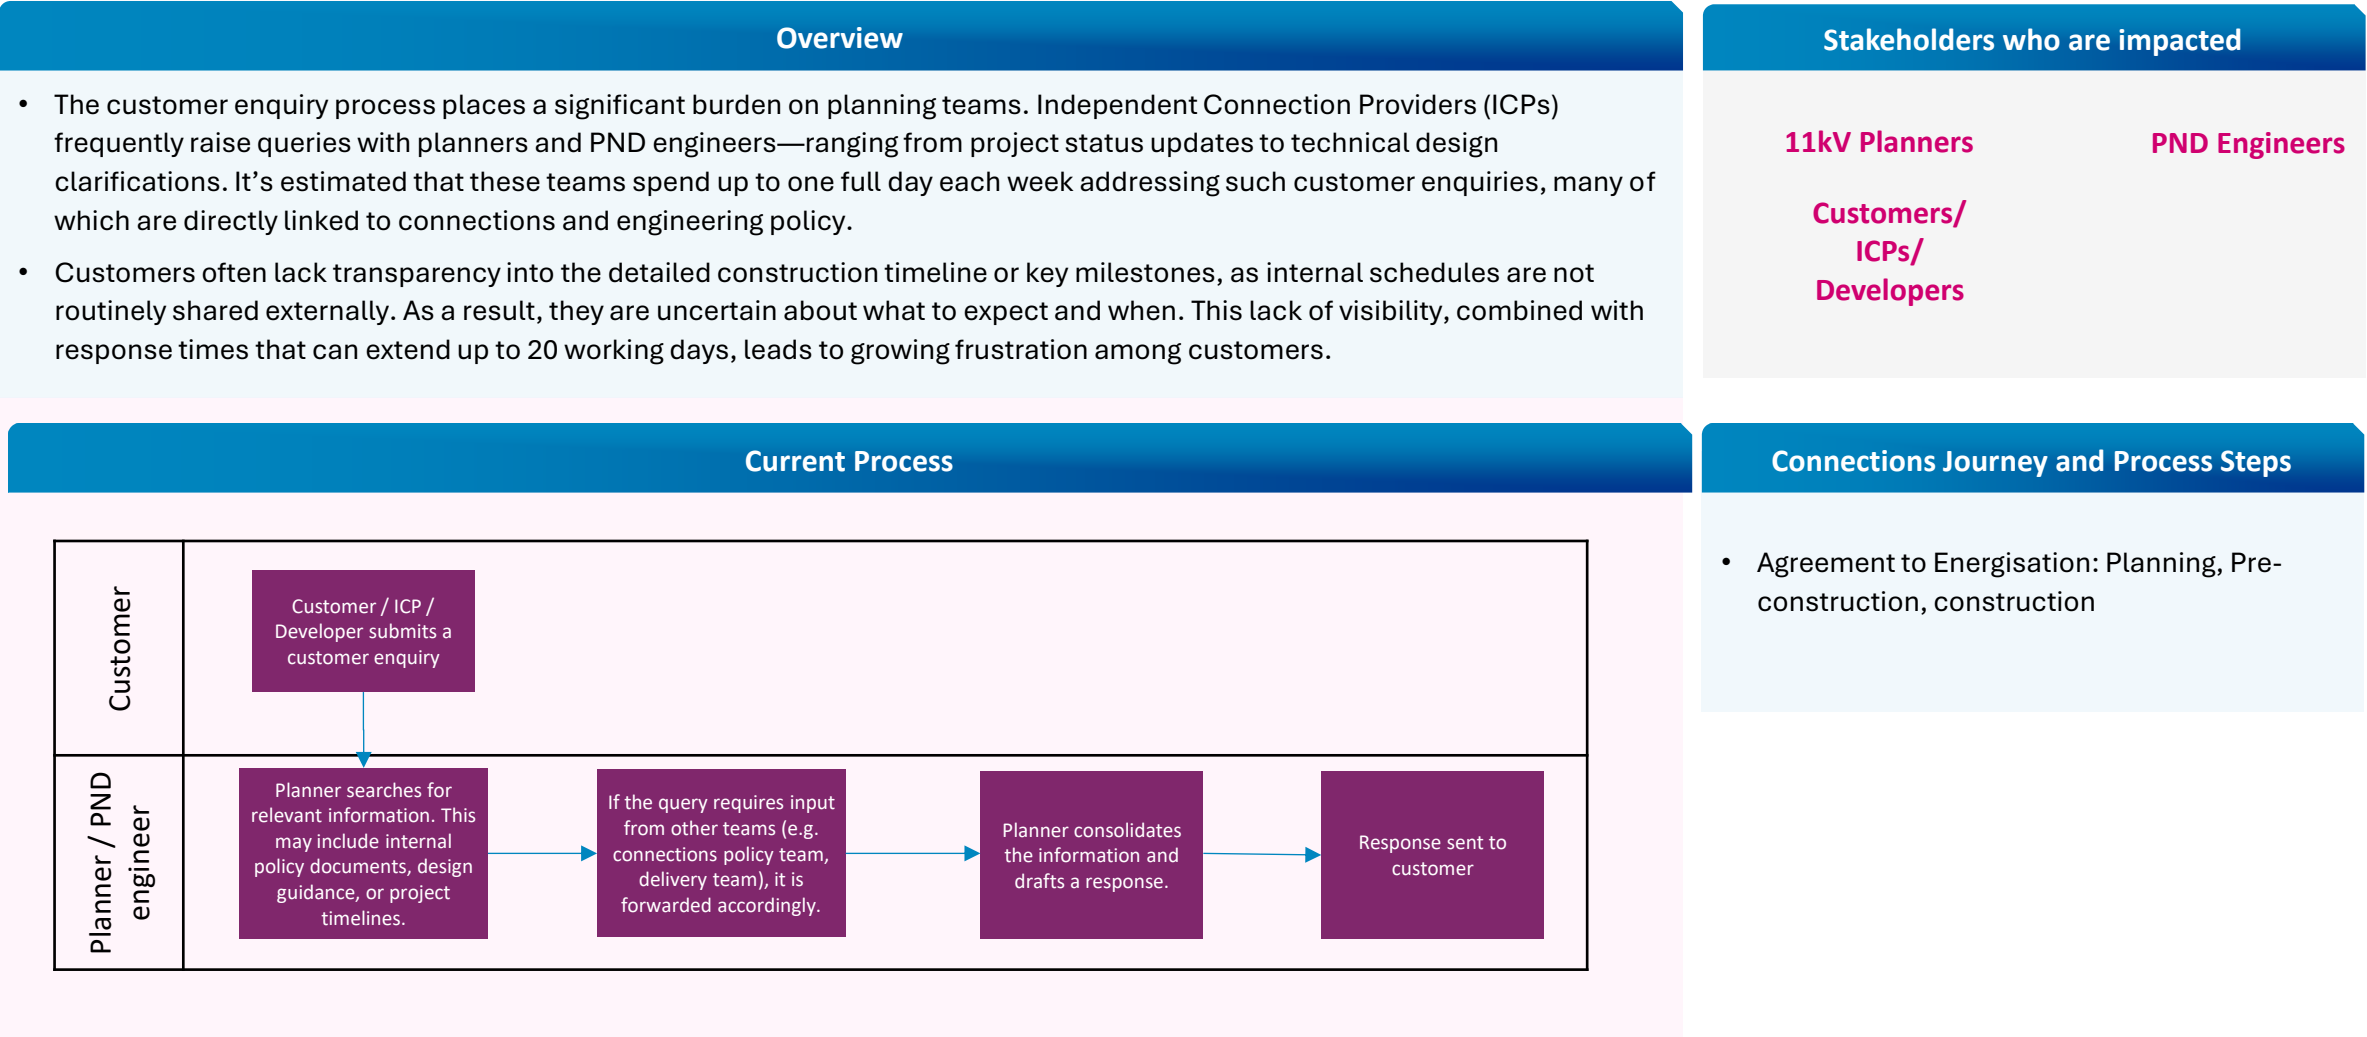 Overview
• The customer enquiry process places a significant burden on planning teams. Independent Connection Providers (ICPs)
frequently raise queries with planners and PND engineers—ranging from project status updates to technical design
clarifications. It’s estimated that these teams spend up to one full day each week addressing such customer enquiries, many of
which are directly linked to connections and engineering policy.
• Customers often lack transparency into the detailed construction timeline or key milestones, as internal schedules are not
routinely shared externally. As a result, they are uncertain about what to expect and when. This lack of visibility, combined with
response times that can extend up to 20 working days, leads to growing frustration among customers.
Stakeholders who are impacted
11kV Planners
PND Engineers
Customers/
ICPs/
Developers
Current Process
Customer
Customer / ICP /
Developer submits a
customer enquiry
Planner / PND
engineer
Planner searches for
relevant information. This
may include internal
policy documents, design
guidance, or project
timelines.
If the query requires input
from other teams (e.g.
connections policy team,
delivery team), it is
forwarded accordingly.
Planner consolidates
the information and
drafts a response.
Response sent to
customer
Connections Journey and Process Steps
• Agreement to Energisation: Planning, Pre-
construction, construction